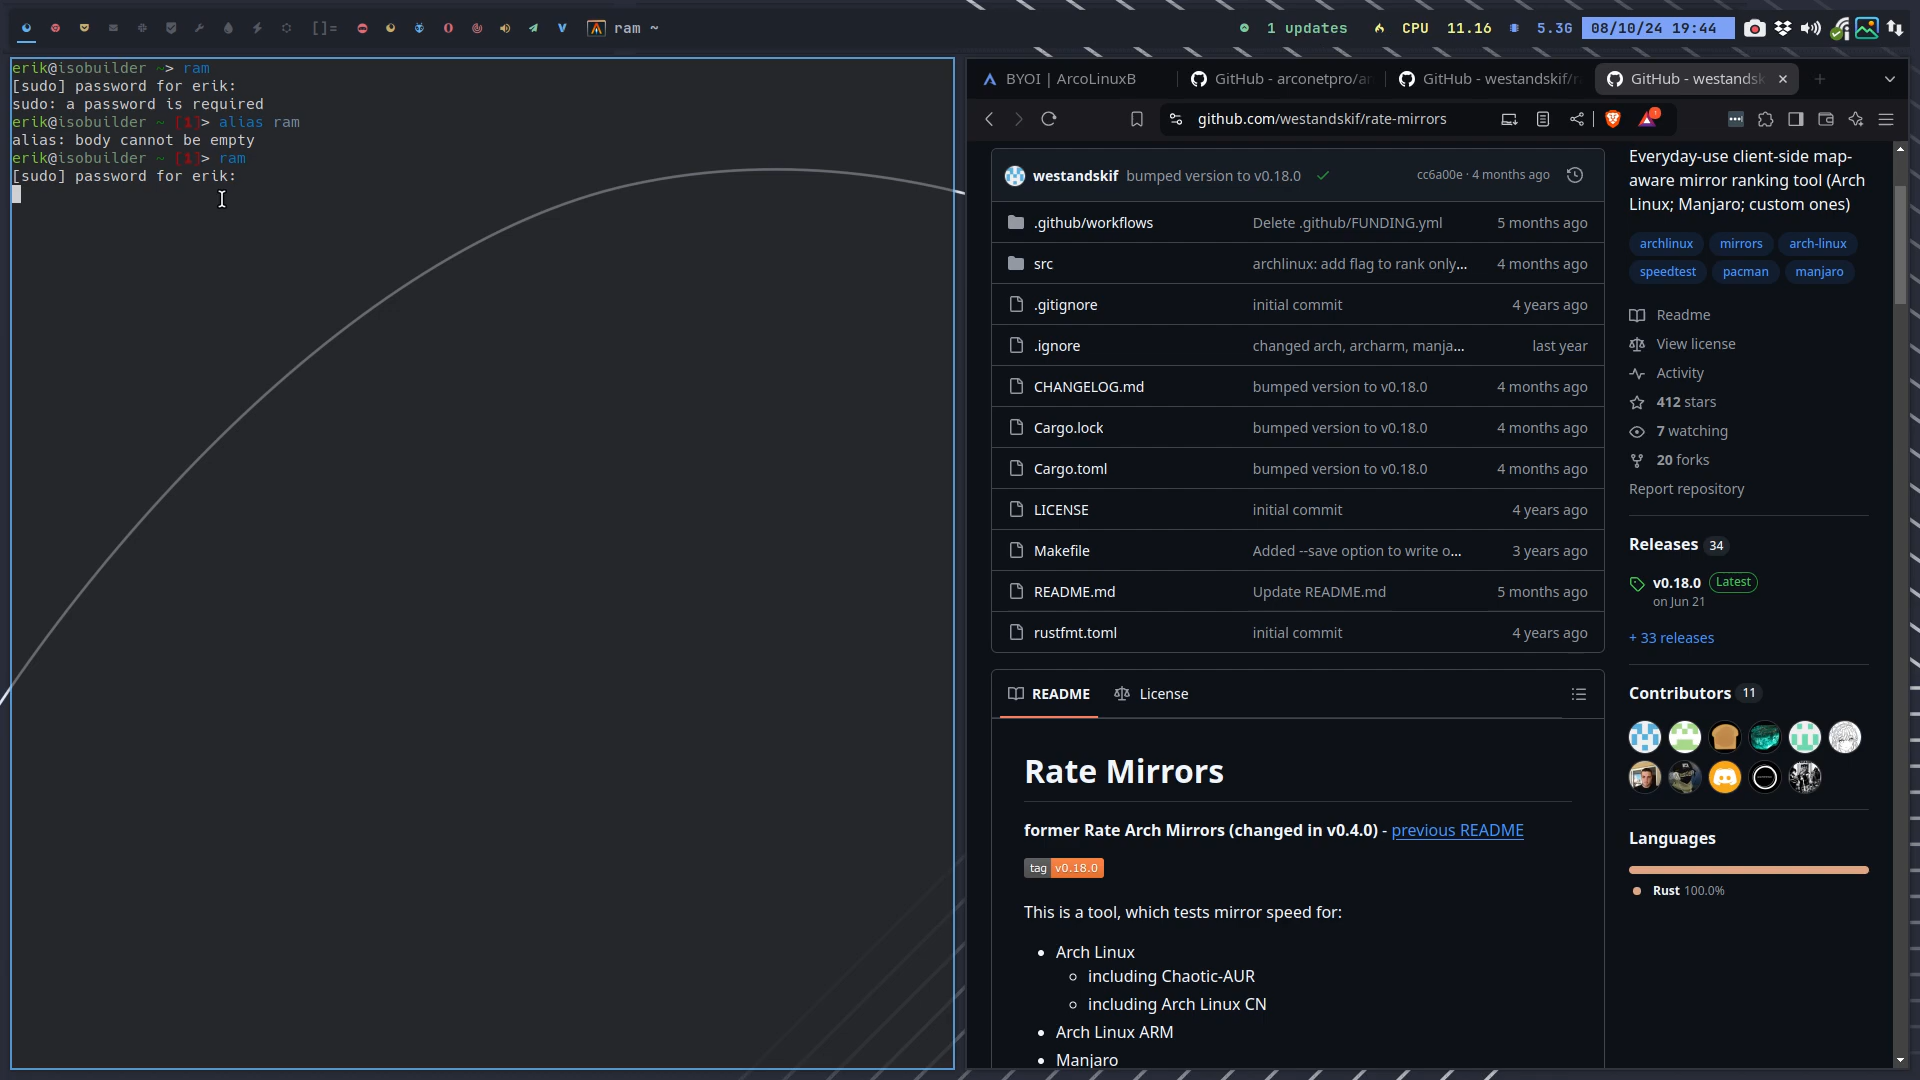 []=
ram ~
1 updates
CPU 11.16
5.3G
08/10/24 19:44
erik@isobuilder ~> ram
[sudo] password for erik:
sudo: a password is required
erik@isobuilder ~ [1]> alias ram
alias: body cannot be empty
erik@isobuilder ~ [1]> ram
[sudo] password for erik:
BYOI | ArcoLinuxB
GitHub - arconetpro/ar
GitHub - westandskif/r
GitHub - westandsk
github.com/westandskif/rate-mirrors
westandskif bumped version to v0.18.0 cc6a00e · 4 months ago
.github/workflows Delete .github/FUNDING.yml 5 months ago
src archlinux: add flag to rank only... 4 months ago
.gitignore initial commit 4 years ago
.ignore changed arch, archarm, manja... last year
CHANGELOG.md bumped version to v0.18.0 4 months ago
Cargo.lock bumped version to v0.18.0 4 months ago
Cargo.toml bumped version to v0.18.0 4 months ago
LICENSE initial commit 4 years ago
Makefile Added --save option to write o... 3 years ago
README.md Update README.md 5 months ago
rustfmt.toml initial commit 4 years ago
README License
Rate Mirrors
former Rate Arch Mirrors (changed in v0.4.0) - previous README
tag v0.18.0
This is a tool, which tests mirror speed for:
• Arch Linux
including Chaotic-AUR
including Arch Linux CN
• Arch Linux ARM
• Manjaro
Everyday-use client-side map-
aware mirror ranking tool (Arch
Linux; Manjaro; custom ones)
archlinux mirrors arch-linux
speedtest pacman manjaro
Readme
View license
Activity
412 stars
7 watching
20 forks
Report repository
Releases 34
v0.18.0 Latest
on Jun 21
+ 33 releases
Contributors 11
Languages
Rust 100.0%